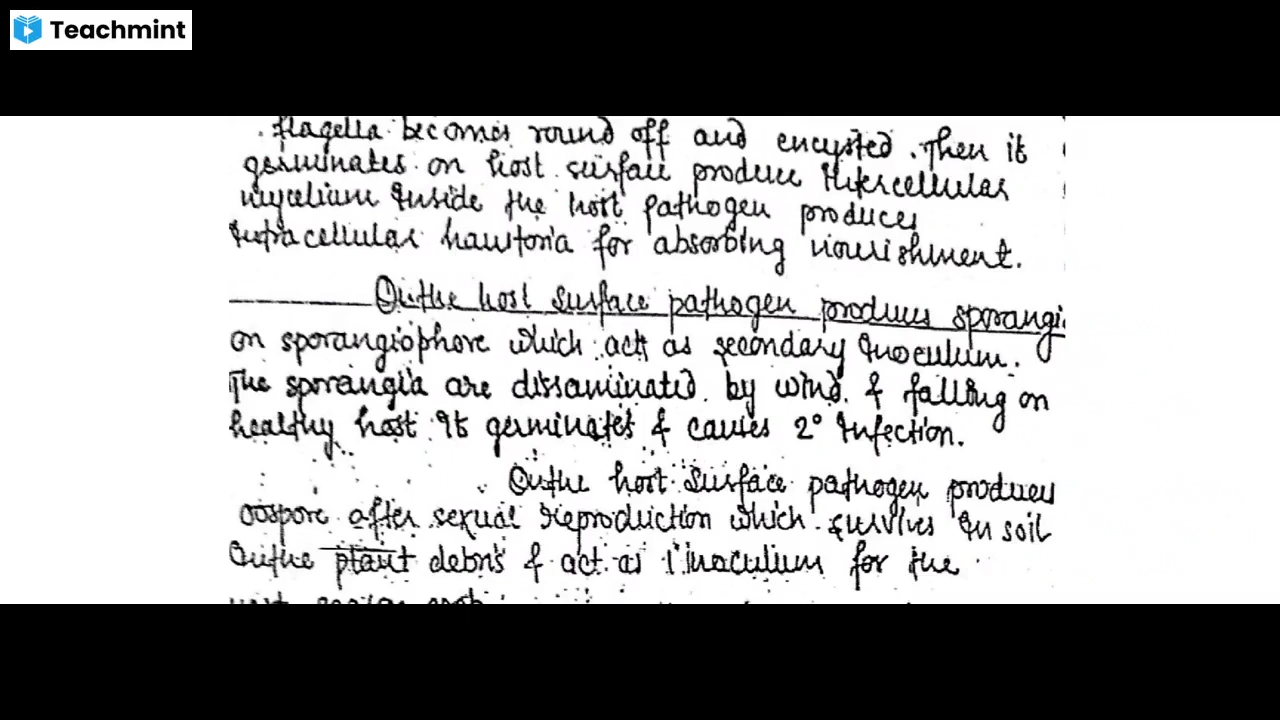 Teachmint
flagella becomes round off and encysted. Then it
germinates on host surface produce intercellular
mycelium inside the host pathogen produces
intracellular haustoria for absorbing nourishment.
On the host surface pathogen produces sporangi
on sporangiophore which act as secondary inoculum.
The sporangia are dissaminated by wind & falling on
healthy host it germinates & causes 2° infection.
On the host surface pathogen produces
oospore after sexual reproduction which survives in soil
On the plant debris & act as 1° inoculum for the